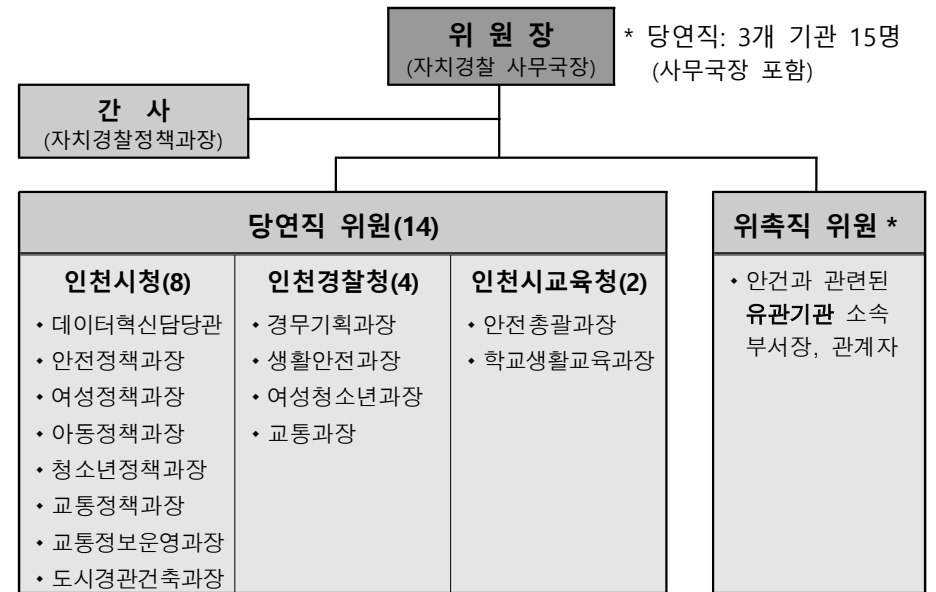 위 원 장
(자치경찰 사무국장)
* 당연직: 3개 기관 15명
(사무국장 포함)
간 사
(자치경찰정책과장)
당연직 위원(14)
인천시청(8)
• 데이터혁신담당관
• 안전정책과장
• 여성정책과장
• 아동정책과장
• 청소년정책과장
• 교통정책과장
• 교통정보운영과장
• 도시경관건축과장
인천경찰청(4)
• 경무기획과장
• 생활안전과장
• 여성청소년과장
• 교통과장
인천시교육청(2)
• 안전총괄과장
• 학교생활교육과장
위촉직 위원 *
• 안건과 관련된
유관기관 소속
부서장, 관계자